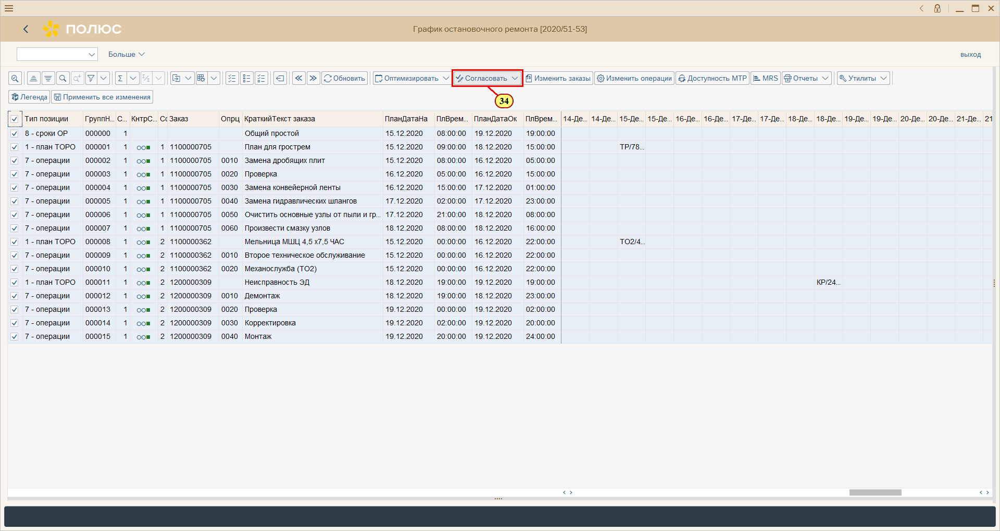 ПОЛЮС
График остановочного ремонта [2020/51-53]
Больше
выход
Обновить Оптимизировать Согласовать Изменить заказы Изменить операции Доступность МТР MRS Отчеты Утилиты
Легенда Применить все изменения
34
Тип позиции ГруппН... С... КнтрС... Сс Заказ Опрц КраткийТекст заказа ПланДатаНа ПлВрем... ПланДатаОк ПлВрем... 14-Де... 14-Де... 15-Де... 15-Де... 16-Де... 16-Де... 17-Де... 17-Де... 18-Де... 18-Де... 19-Де... 19-Де... 20-Де... 20-Де... 21-Де... 21
8 - сроки ОР 000000 1 Общий простой 15.12.2020 08:00:00 19.12.2020 19:00:00
1 - план ТОРО 000001 1 1 1100000705 План для грострем 15.12.2020 09:00:00 18.12.2020 15:00:00 ТР/78...
7 - операции 000002 1 1 1100000705 0010 Замена дробящих плит 15.12.2020 08:00:00 16.12.2020 05:00:00
7 - операции 000003 1 1 1100000705 0020 Проверка 16.12.2020 05:00:00 16.12.2020 15:00:00
7 - операции 000004 1 1 1100000705 0030 Замена конвейерной ленты 16.12.2020 15:00:00 17.12.2020 01:00:00
7 - операции 000005 1 1 1100000705 0040 Замена гидравлических шлангов 17.12.2020 02:00:00 17.12.2020 23:00:00
7 - операции 000006 1 1 1100000705 0050 Очистить основные узлы от пыли и гр... 17.12.2020 21:00:00 18.12.2020 08:00:00
7 - операции 000007 1 1 1100000705 0060 Произвести смазку узлов 18.12.2020 08:00:00 18.12.2020 16:00:00
1 - план ТОРО 000008 1 2 1100000362 Мельница МШЦ 4,5 х7,5 ЧАС 15.12.2020 00:00:00 16.12.2020 22:00:00 ТО2/4...
7 - операции 000009 1 2 1100000362 0010 Второе техническое обслуживание 15.12.2020 00:00:00 16.12.2020 22:00:00
7 - операции 000010 1 2 1100000362 0020 Механослужба (ТО2) 15.12.2020 00:00:00 16.12.2020 22:00:00
1 - план ТОРО 000011 1 2 1200000309 Неисправность ЭД 18.12.2020 19:00:00 19.12.2020 19:00:00 КР/24...
7 - операции 000012 1 2 1200000309 0010 Демонтаж 18.12.2020 19:00:00 18.12.2020 23:00:00
7 - операции 000013 1 2 1200000309 0020 Проверка 19.12.2020 00:00:00 19.12.2020 02:00:00
7 - операции 000014 1 2 1200000309 0030 Корректировка 19.12.2020 02:00:00 19.12.2020 20:00:00
7 - операции 000015 1 2 1200000309 0040 Монтаж 19.12.2020 20:00:00 19.12.2020 24:00:00